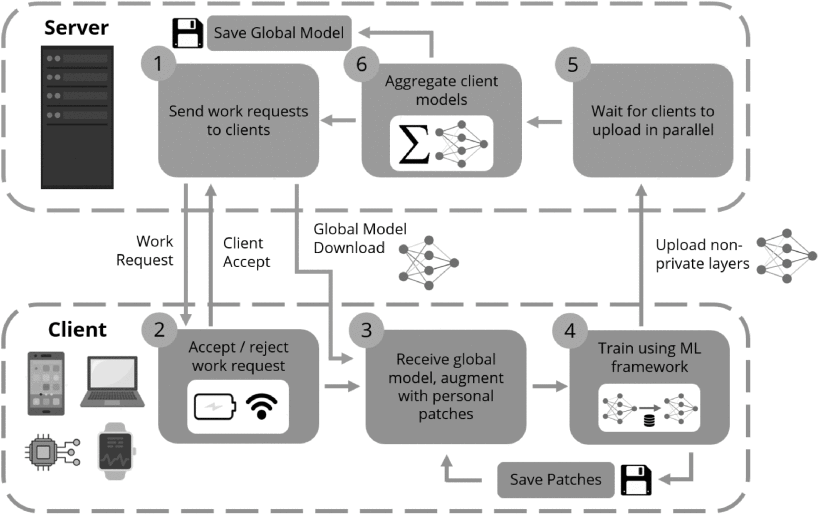 Server
Save Global Model
1
Send work requests
to clients
6
Aggregate client
models
Σ
5
Wait for clients to
upload in parallel
Work
Request
Client
Accept
Global Model
Download
Upload non-
private layers
Client
2
Accept / reject
work request
3
Receive global
model, augment
with personal
patches
4
Train using ML
framework
Save Patches